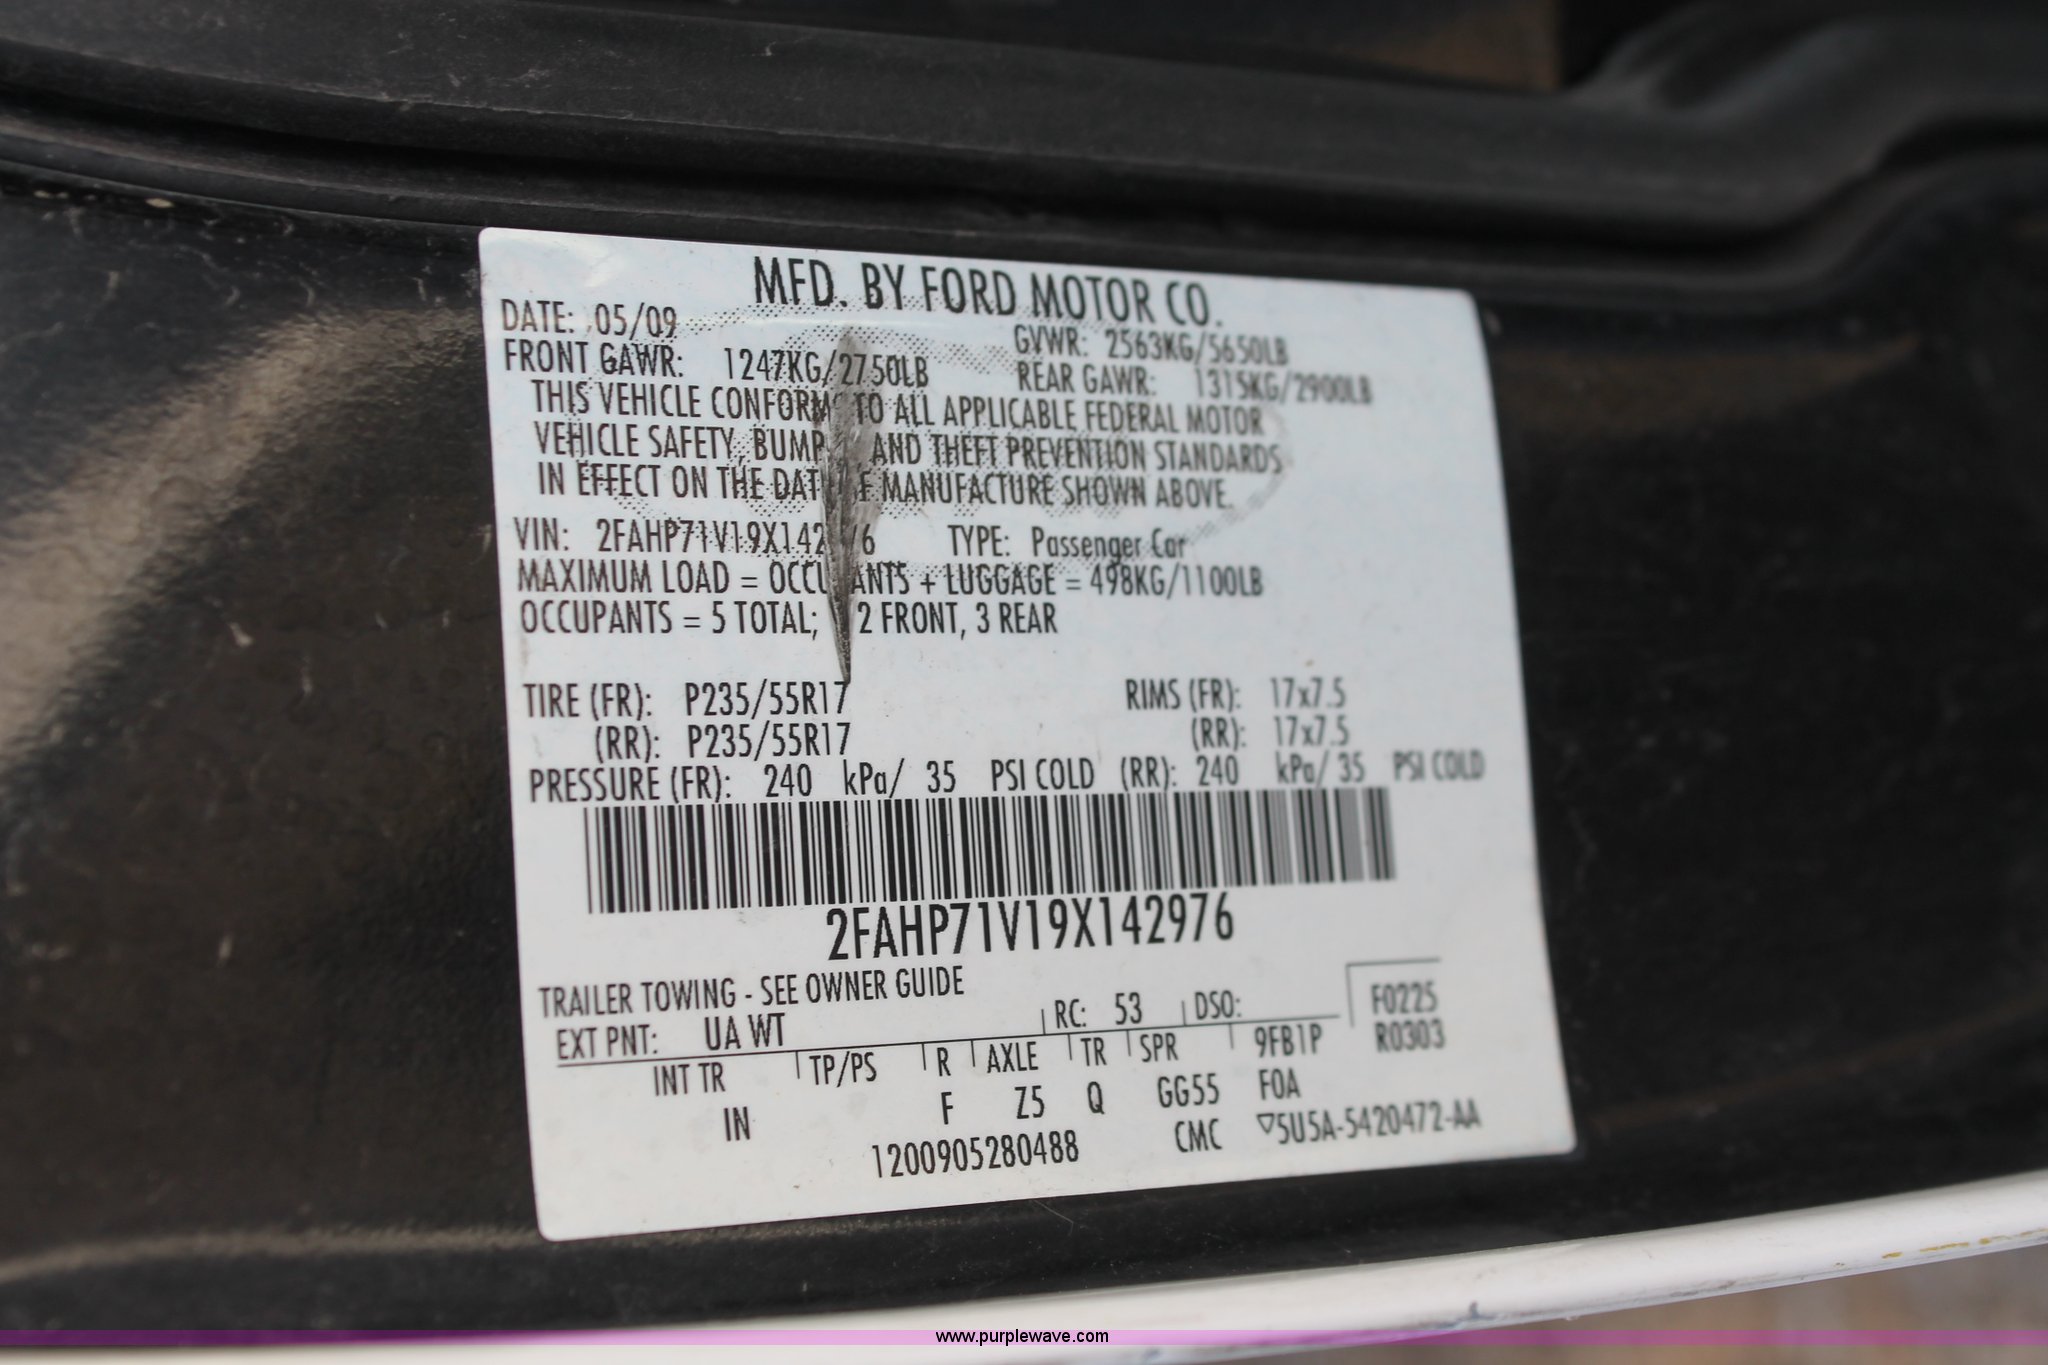 MFD. BY FORD MOTOR CO.
DATE: 05/09 GVWR: 2563KG/5650LB
FRONT GAWR: 1247KG/2750LB REAR GAWR: 1315KG/2900LB
THIS VEHICLE CONFORM TO ALL APPLICABLE FEDERAL MOTOR
VEHICLE SAFETY, BUMP AND THEFT PREVENTION STANDARDS
IN EFFECT ON THE DAT MANUFACTURE SHOWN ABOVE.
VIN: 2FAHP71V19X142 6 TYPE: Passenger Car
MAXIMUM LOAD = OCCUPANTS + LUGGAGE = 498KG/1100LB
OCCUPANTS = 5 TOTAL; 2 FRONT, 3 REAR
TIRE (FR): P235/55R17 RIMS (FR): 17x7.5
(RR): P235/55R17 (RR): 17x7.5
PRESSURE (FR): 240 kPa/ 35 PSI COLD (RR): 240 kPa/ 35 PSI COLD
2FAHP71V19X142976
TRAILER TOWING - SEE OWNER GUIDE
EXT PNT: UA WT RC: 53 DSO: F0225
INT TR TP/PS R AXLE TR SPR 9FB1P R0303
IN F Z5 Q GG55 FOA
1200905280488 CMC ▽5U5A-5420472-AA
www.purplewave.com